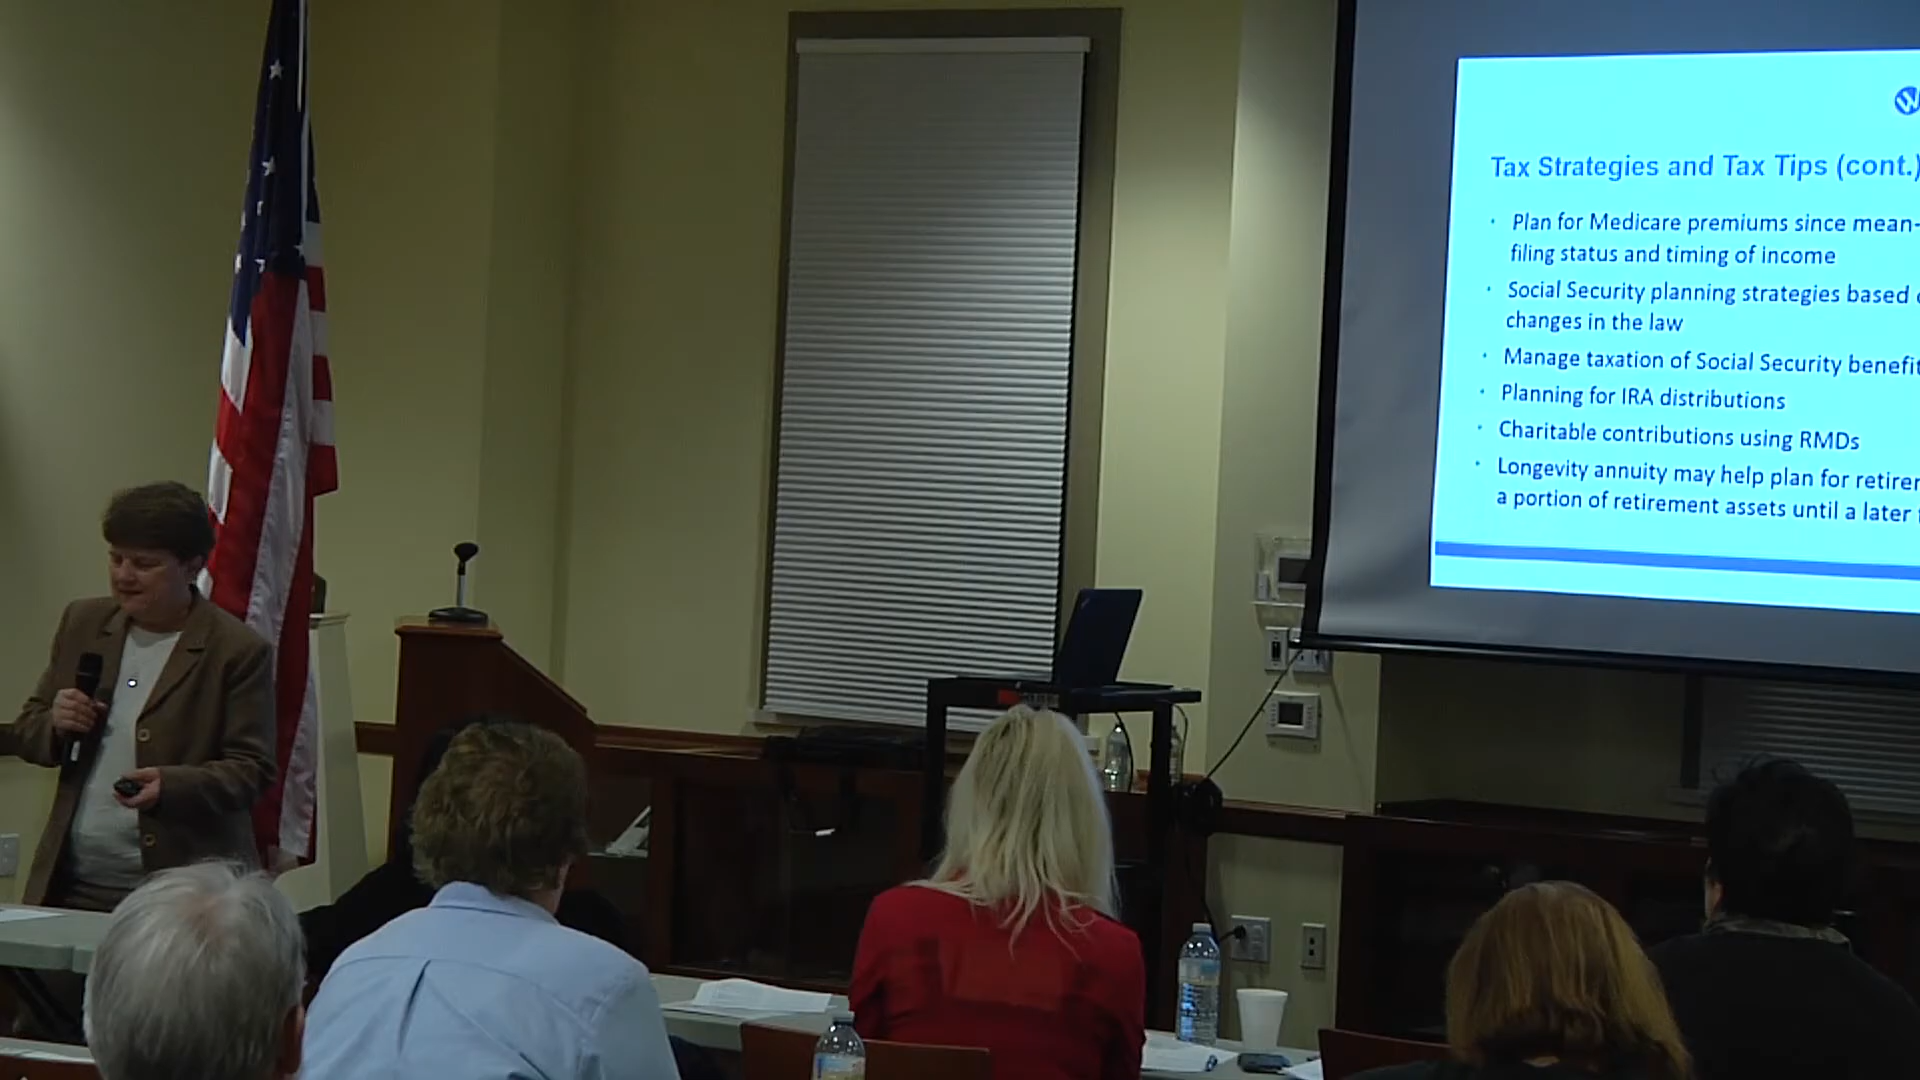 W
Tax Strategies and Tax Tips (cont.)
Plan for Medicare premiums since mean-
filing status and timing of income
Social Security planning strategies based
changes in the law
Manage taxation of Social Security benefit
Planning for IRA distributions
Charitable contributions using RMDs
Longevity annuity may help plan for retirem
a portion of retirement assets until a later